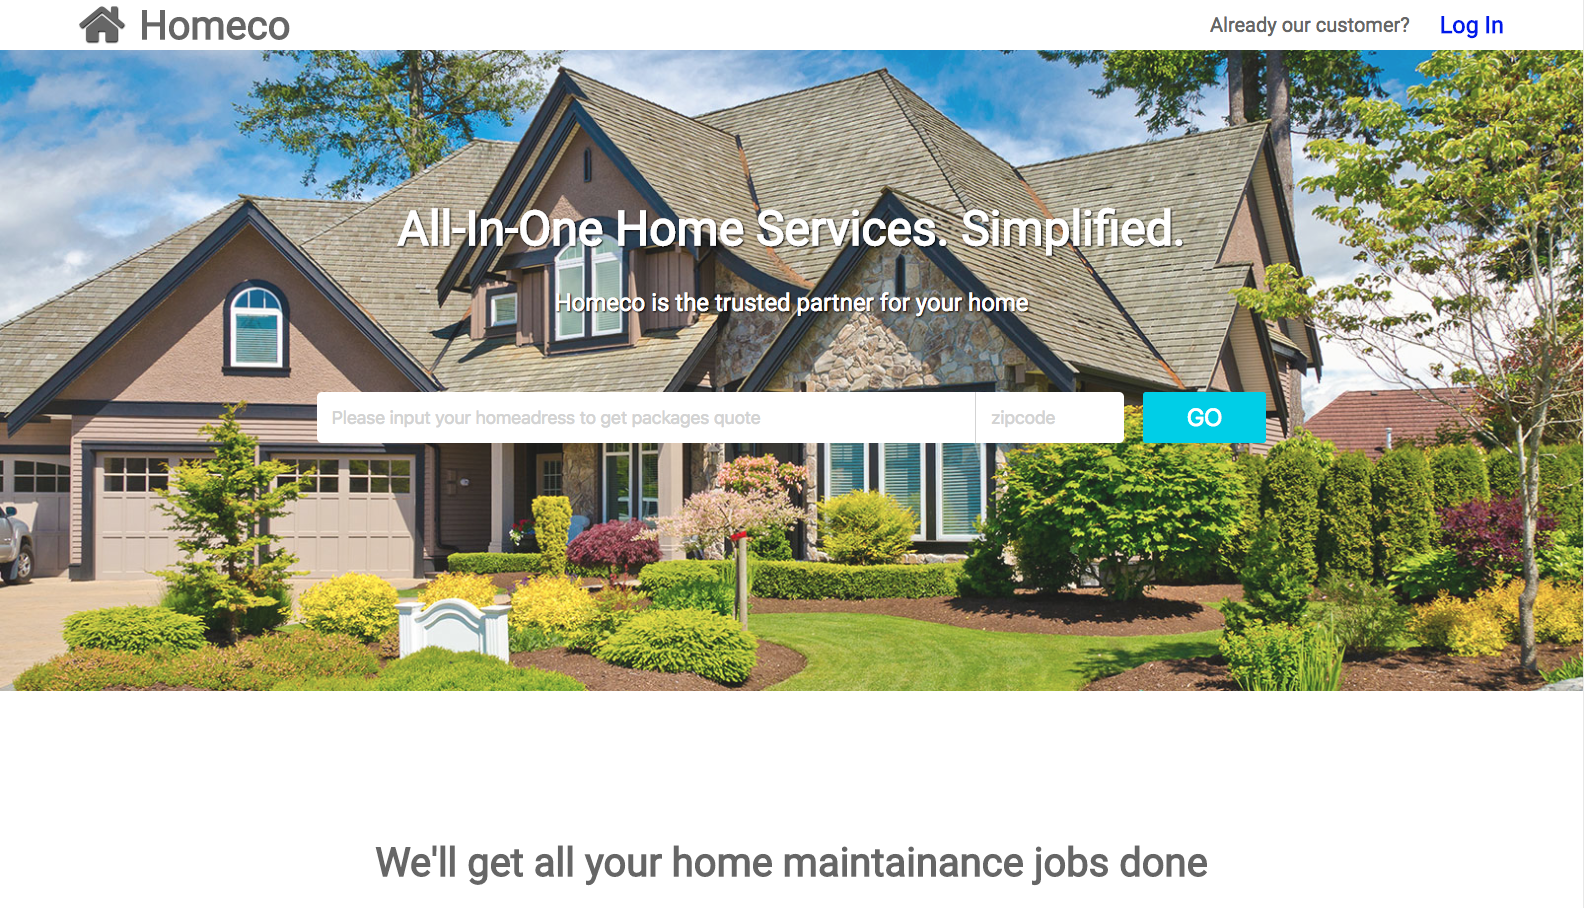 Homeco
Already our customer? Log In
All-In-One Home Services. Simplified.
Homeco is the trusted partner for your home
Please input your homeadress to get packages quote
zipcode
GO
We'll get all your home maintainance jobs done